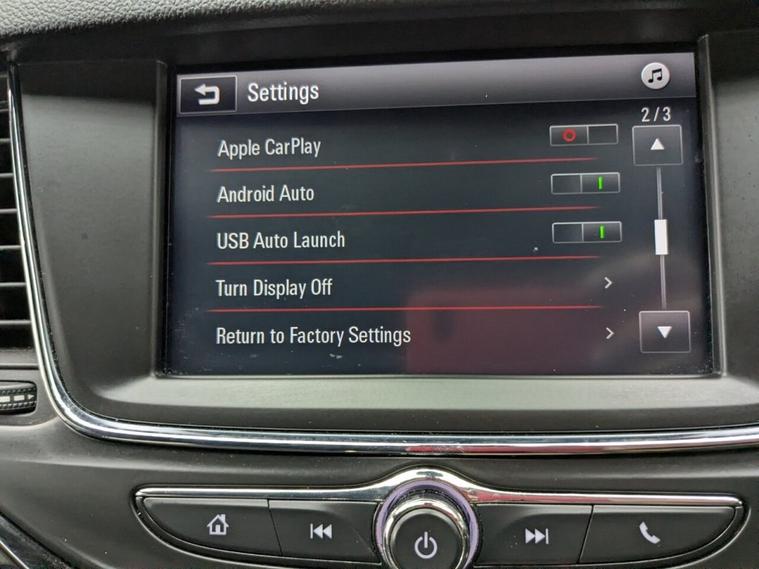 Settings
2/3
Apple CarPlay
Android Auto
USB Auto Launch
Turn Display Off
Return to Factory Settings